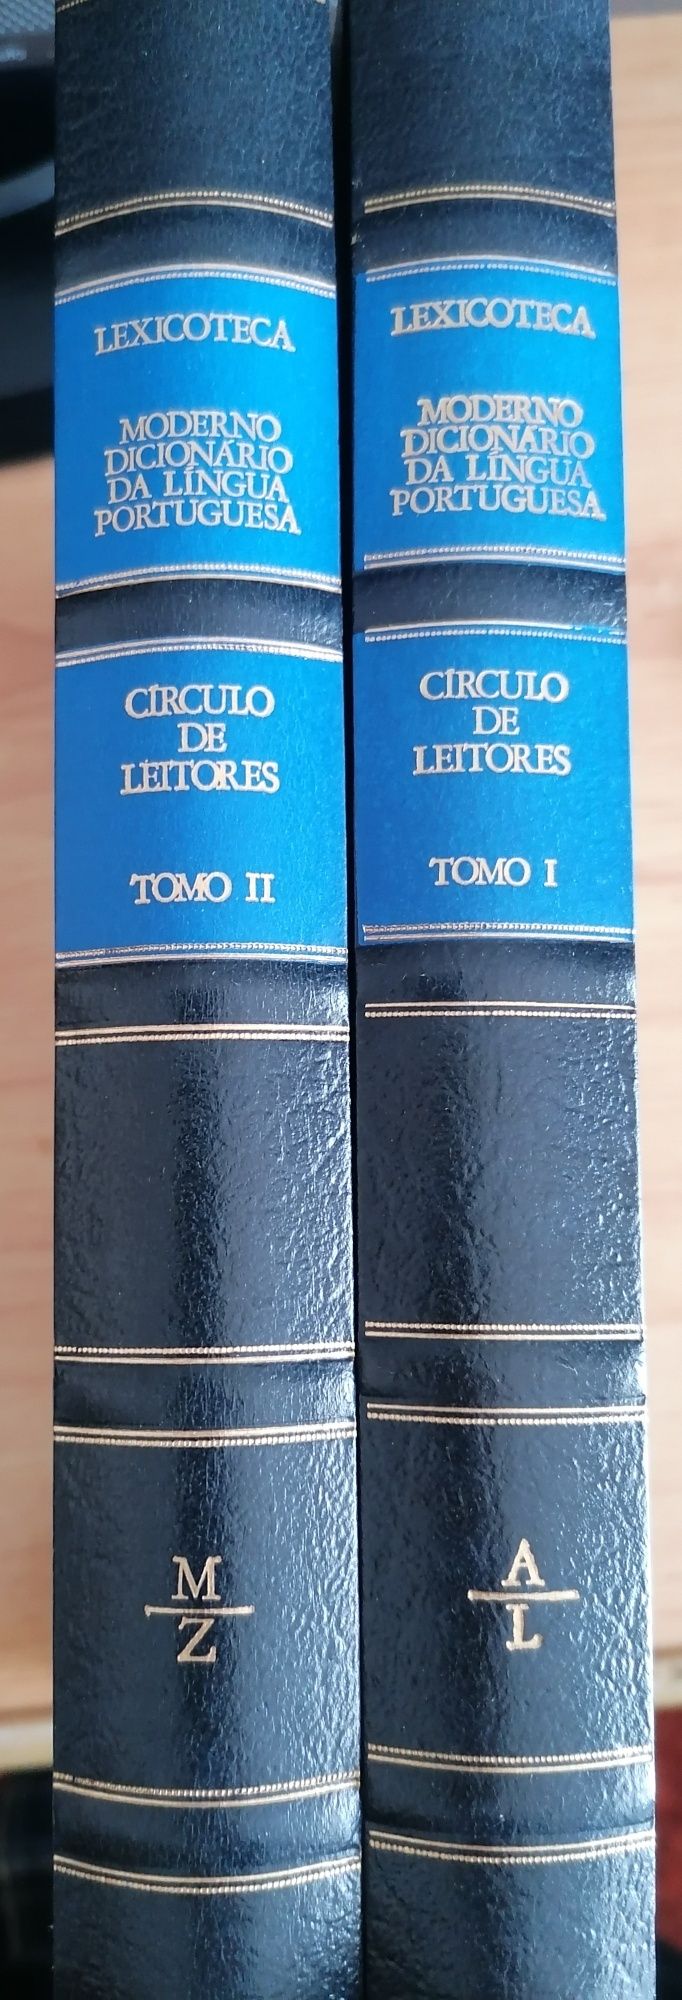 LEXICOTECA
MODERNO
DICIONÁRIO
DA LÍNGUA
PORTUGUESA
CÍRCULO
DE
LEITORES
TOMO II
M
Z
LEXICOTECA
MODERNO
DICIONÁRIO
DA LÍNGUA
PORTUGUESA
CÍRCULO
DE
LEITORES
TOMO I
A
L